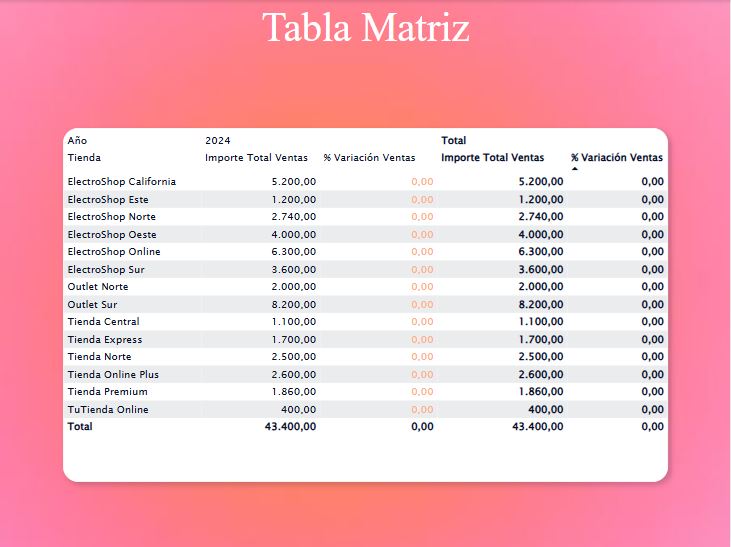 Tabla Matriz
Año 2024 Total
Tienda Importe Total Ventas % Variación Ventas Importe Total Ventas % Variación Ventas
ElectroShop California 5.200,00 0,00 5.200,00 0,00
ElectroShop Este 1.200,00 0,00 1.200,00 0,00
ElectroShop Norte 2.740,00 0,00 2.740,00 0,00
ElectroShop Oeste 4.000,00 0,00 4.000,00 0,00
ElectroShop Online 6.300,00 0,00 6.300,00 0,00
ElectroShop Sur 3.600,00 0,00 3.600,00 0,00
Outlet Norte 2.000,00 0,00 2.000,00 0,00
Outlet Sur 8.200,00 0,00 8.200,00 0,00
Tienda Central 1.100,00 0,00 1.100,00 0,00
Tienda Express 1.700,00 0,00 1.700,00 0,00
Tienda Norte 2.500,00 0,00 2.500,00 0,00
Tienda Online Plus 2.600,00 0,00 2.600,00 0,00
Tienda Premium 1.860,00 0,00 1.860,00 0,00
TuTienda Online 400,00 0,00 400,00 0,00
Total 43.400,00 0,00 43.400,00 0,00